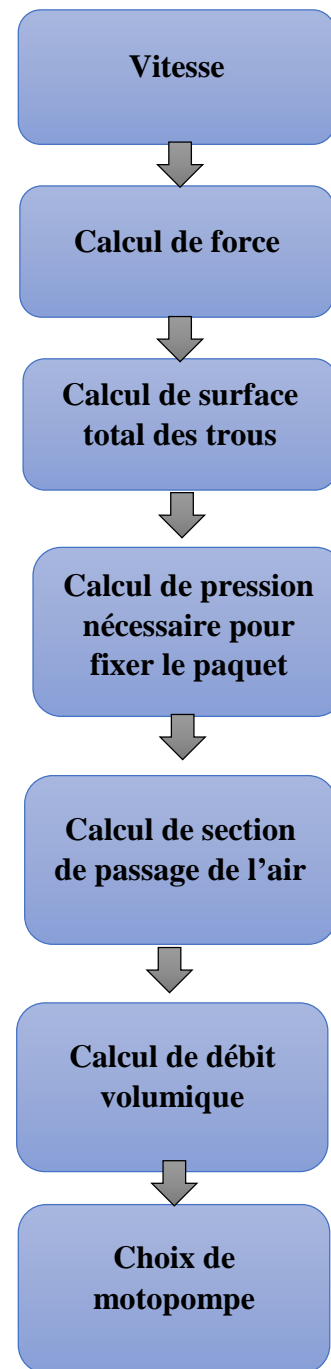 Vitesse
Calcul de force
Calcul de surface
total des trous
Calcul de pression
nécessaire pour
fixer le paquet
Calcul de section
de passage de l’air
Calcul de débit
volumique
Choix de
motopompe